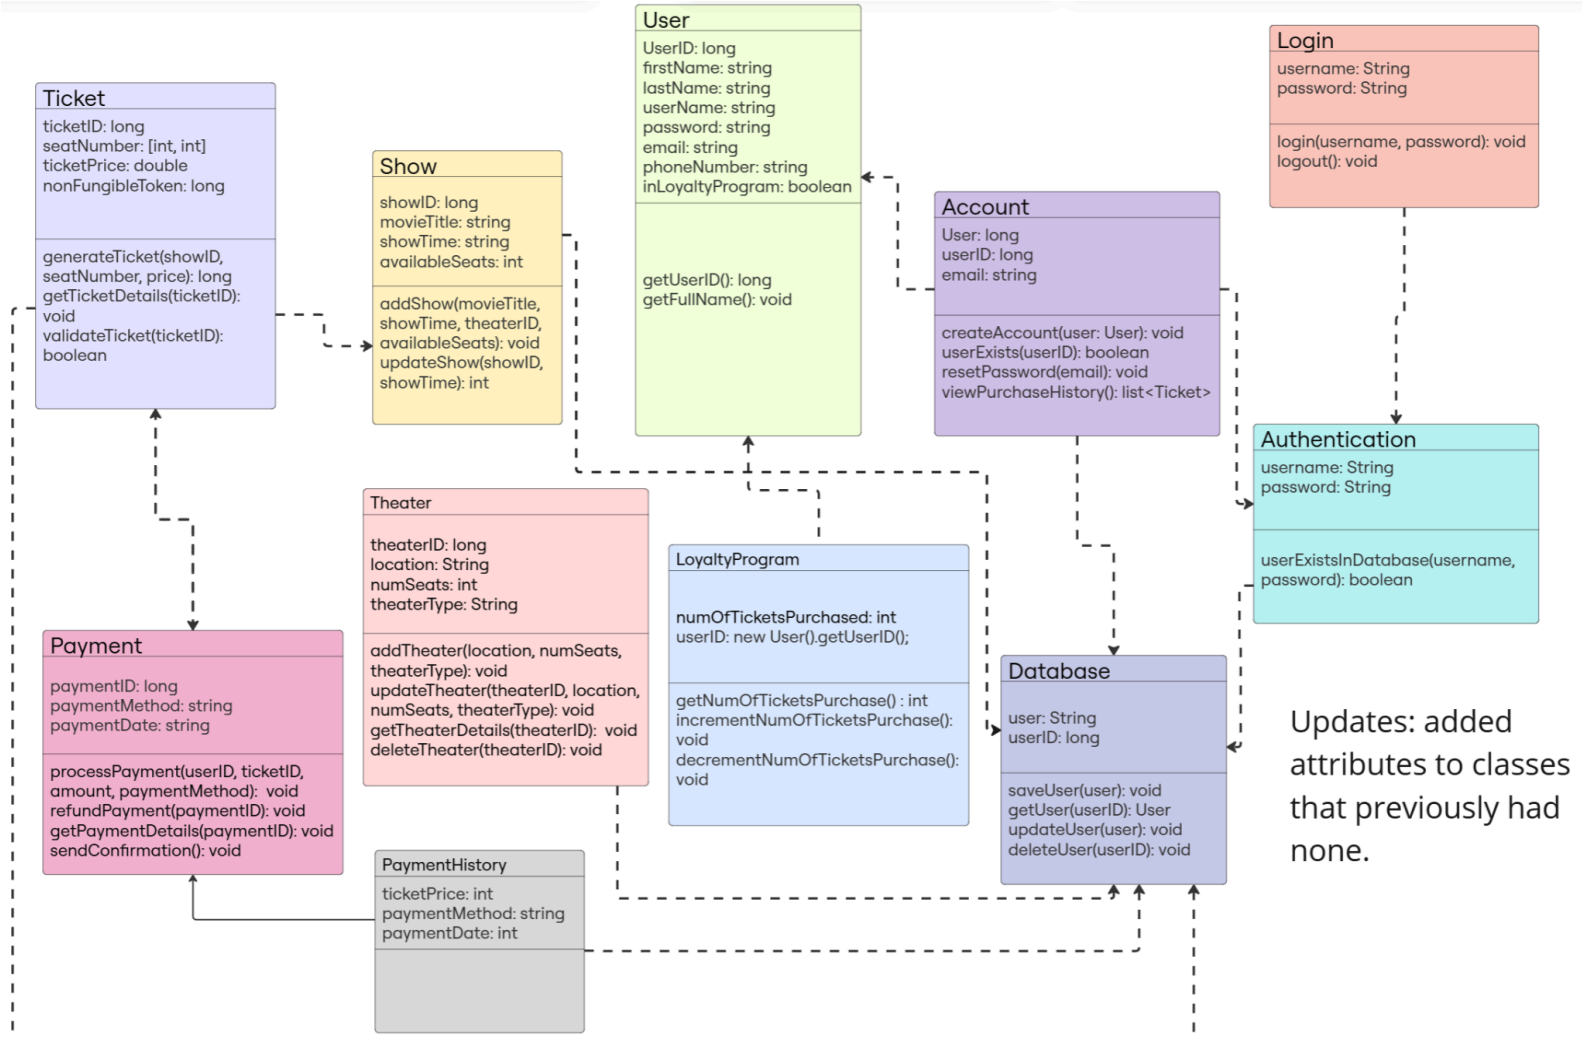 Ticket
ticketID: long
seatNumber: [int, int]
ticketPrice: double
nonFungibleToken: long
generateTicket(showID,
seatNumber, price): long
getTicketDetails(ticketID):
void
validateTicket(ticketID):
boolean
Show
showID: long
movieTitle: string
showTime: string
availableSeats: int
addShow(movieTitle,
showTime, theaterID,
availableSeats): void
updateShow(showID,
showTime): int
User
UserID: long
firstName: string
lastName: string
userName: string
password: string
email: string
phoneNumber: string
inLoyaltyProgram: boolean
getUserID(): long
getFullName(): void
Account
User: long
userID: long
email: string
createAccount(user: User): void
userExists(userID): boolean
resetPassword(email): void
viewPurchaseHistory(): list<Ticket>
Login
username: String
password: String
login(username, password): void
logout(): void
Authentication
username: String
password: String
userExistsInDatabase(username,
password): boolean
Theater
theaterID: long
location: String
numSeats: int
theaterType: String
addTheater(location, numSeats,
theaterType): void
updateTheater(theaterID, location,
numSeats, theaterType): void
getTheaterDetails(theaterID): void
deleteTheater(theaterID): void
LoyaltyProgram
numOfTicketsPurchased: int
userID: new User().getUserID();
getNumOfTicketsPurchase() : int
incrementNumOfTicketsPurchase():
void
decrementNumOfTicketsPurchase():
void
Payment
paymentID: long
paymentMethod: string
paymentDate: string
processPayment(userID, ticketID,
amount, paymentMethod): void
refundPayment(paymentID): void
getPaymentDetails(paymentID): void
sendConfirmation(): void
PaymentHistory
ticketPrice: int
paymentMethod: string
paymentDate: int
Database
user: String
userID: long
saveUser(user): void
getUser(userID): User
updateUser(user): void
deleteUser(userID): void
Updates: added
attributes to classes
that previously had
none.